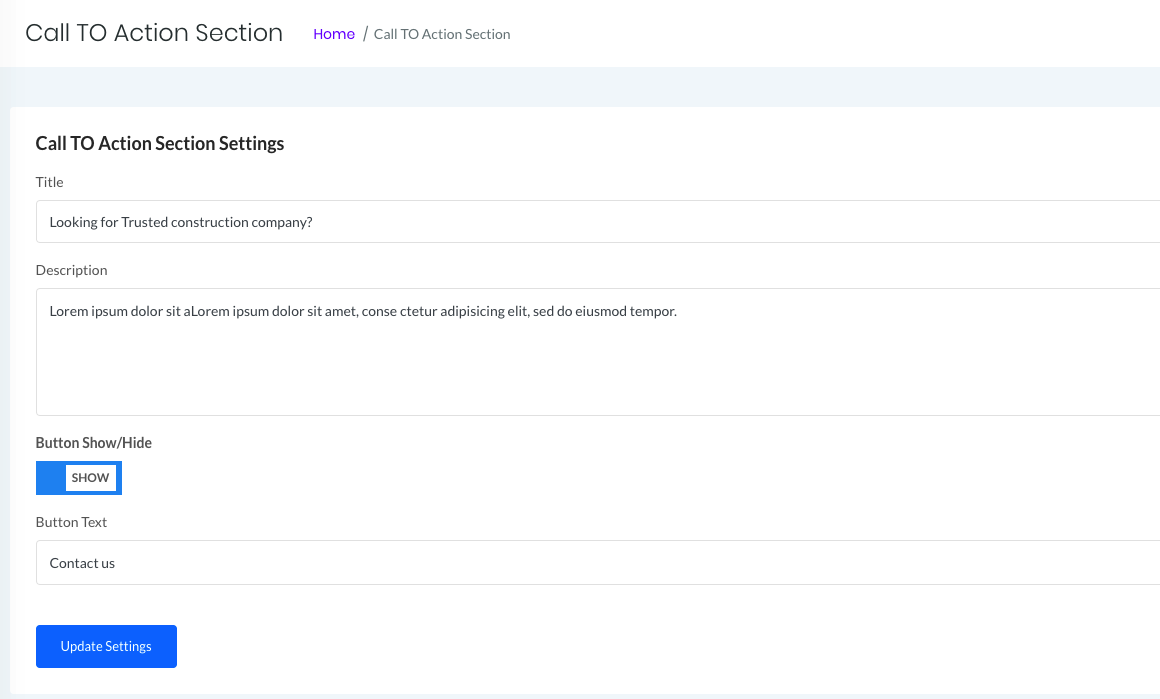 Call TO Action Section
Home / Call TO Action Section
Call TO Action Section Settings
Title
Looking for Trusted construction company?
Description
Lorem ipsum dolor sit aLorem ipsum dolor sit amet, conse ctetur adipisicing elit, sed do eiusmod tempor.
Button Show/Hide
SHOW
Button Text
Contact us
Update Settings